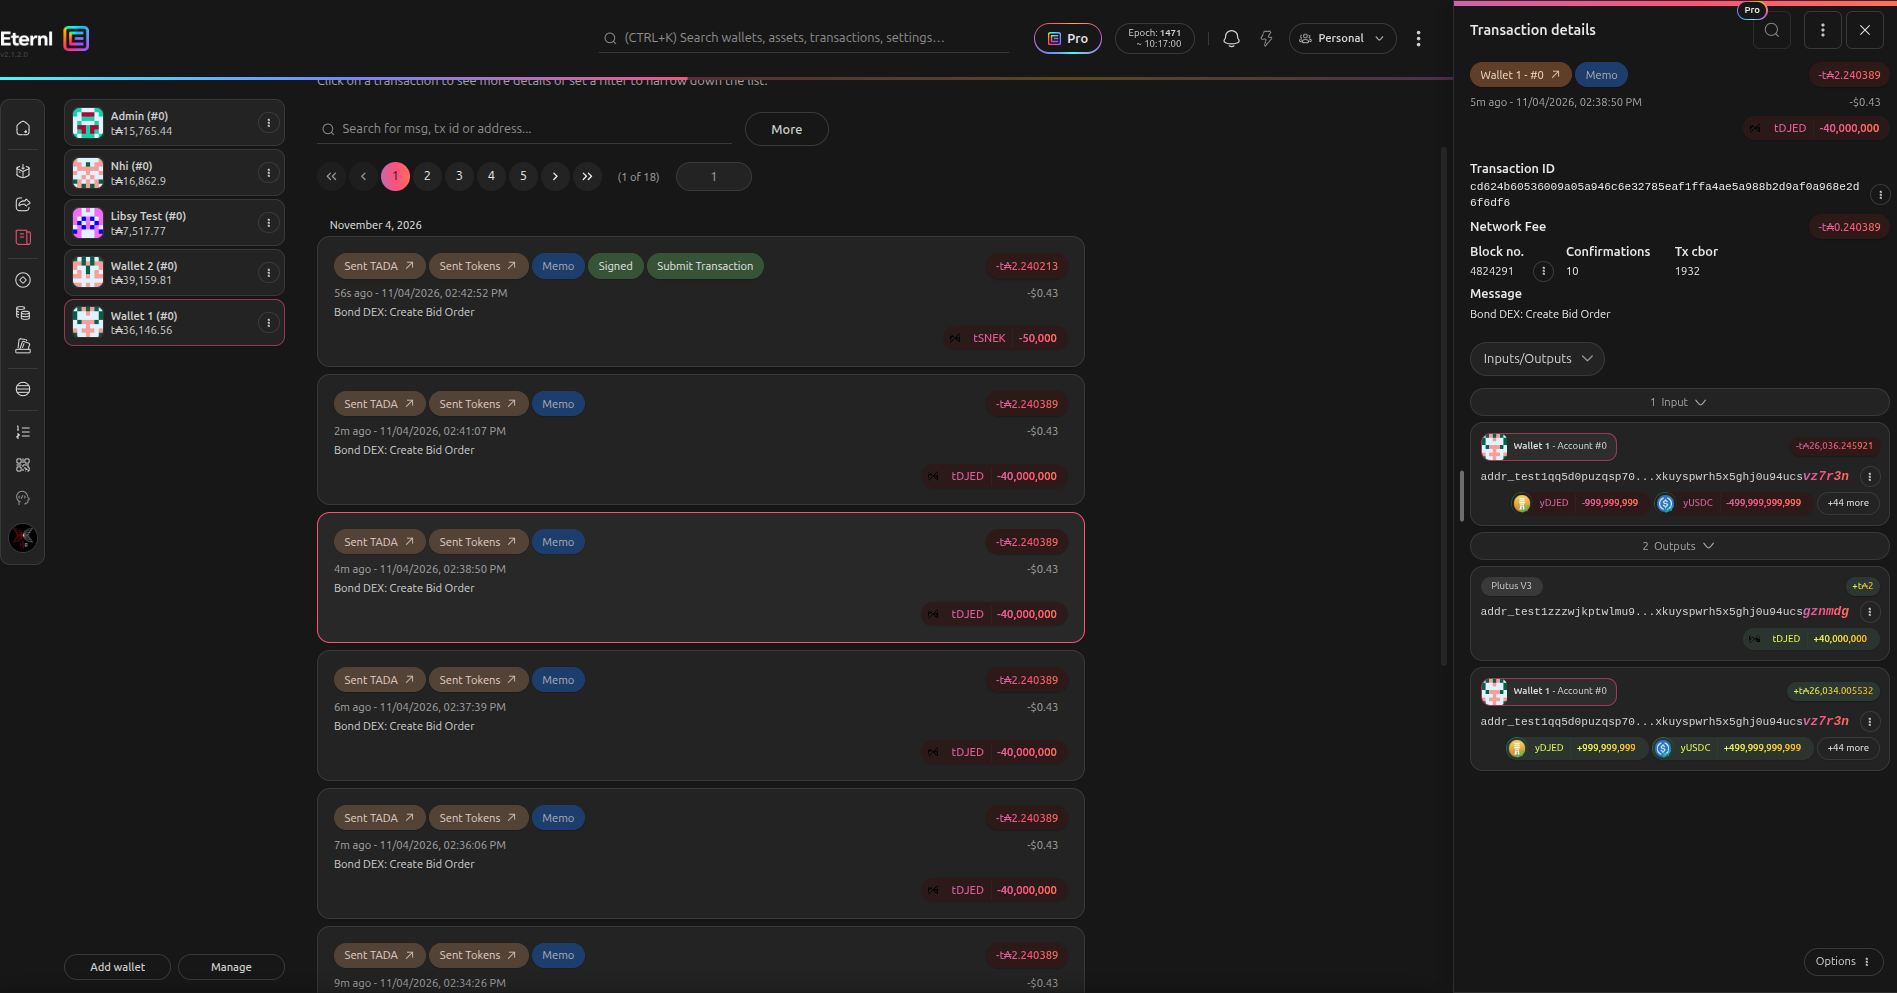 Eternl
v2.1.2.0
(CTRL+K) Search wallets, assets, transactions, settings...
Pro
Epoch: 1471
~ 10:17:00
Personal
Admin (#0)
t₳15,765.44
Nhi (#0)
t₳16,862.9
Libsy Test (#0)
t₳7,517.77
Wallet 2 (#0)
t₳39,159.81
Wallet 1 (#0)
t₳36,146.56
Add wallet
Manage
Click on a transaction to see more details or set a filter to narrow down the list.
Search for msg, tx id or address...
More
1 2 3 4 5 (1 of 18) 1
November 4, 2026
Sent TADA Sent Tokens Memo Signed Submit Transaction -t₳2.240213
56s ago - 11/04/2026, 02:42:52 PM -$0.43
Bond DEX: Create Bid Order
tSNEK -50,000
Sent TADA Sent Tokens Memo -t₳2.240389
2m ago - 11/04/2026, 02:41:07 PM -$0.43
Bond DEX: Create Bid Order
tDJED -40,000,000
Sent TADA Sent Tokens Memo -t₳2.240389
4m ago - 11/04/2026, 02:38:50 PM -$0.43
Bond DEX: Create Bid Order
tDJED -40,000,000
Sent TADA Sent Tokens Memo -t₳2.240389
6m ago - 11/04/2026, 02:37:39 PM -$0.43
Bond DEX: Create Bid Order
tDJED -40,000,000
Sent TADA Sent Tokens Memo -t₳2.240389
7m ago - 11/04/2026, 02:36:06 PM -$0.43
Bond DEX: Create Bid Order
tDJED -40,000,000
Sent TADA Sent Tokens Memo -t₳2.240389
9m ago - 11/04/2026, 02:34:26 PM -$0.43
Pro
Transaction details
Wallet 1 - #0 Memo -t₳2.240389
5m ago - 11/04/2026, 02:38:50 PM -$0.43
tDJED -40,000,000
Transaction ID
cd624b60536009a05a946c6e32785eaf1ffa4ae5a988b2d9af0a968e2d
6f6df6
Network Fee -t₳0.240389
Block no. Confirmations Tx cbor
4824291 10 1932
Message
Bond DEX: Create Bid Order
Inputs/Outputs
1 Input
Wallet 1 - Account #0 -t₳26,036.245921
addr_test1qq5d0puzqsp70...xkuyspwrh5x5ghj0u94ucsvz7r3n
yDJED -999,999,999 yUSDC -499,999,999,999 +44 more
2 Outputs
Plutus V3 +t₳2
addr_test1zzzwjkptwlmu9...xkuyspwrh5x5ghj0u94ucsgznmdg
tDJED +40,000,000
Wallet 1 - Account #0 +t₳26,034.005532
addr_test1qq5d0puzqsp70...xkuyspwrh5x5ghj0u94ucsvz7r3n
yDJED +999,999,999 yUSDC +499,999,999,999 +44 more
Options